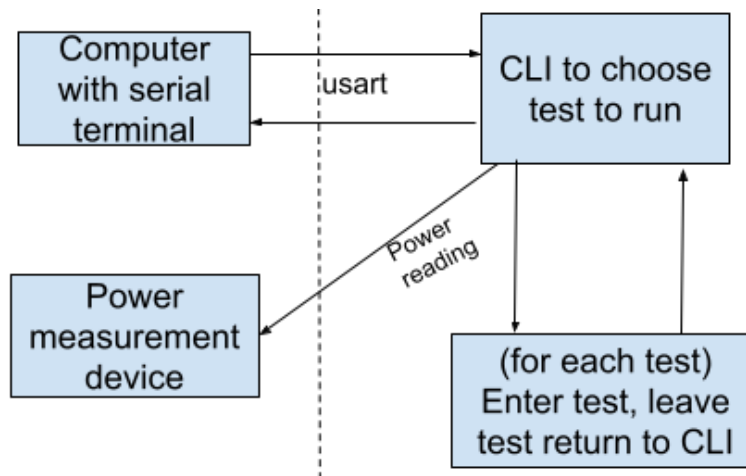 Computer
with serial
terminal
usart
CLI to choose
test to run
Power
reading
Power
measurement
device
(for each test)
Enter test, leave
test return to CLI